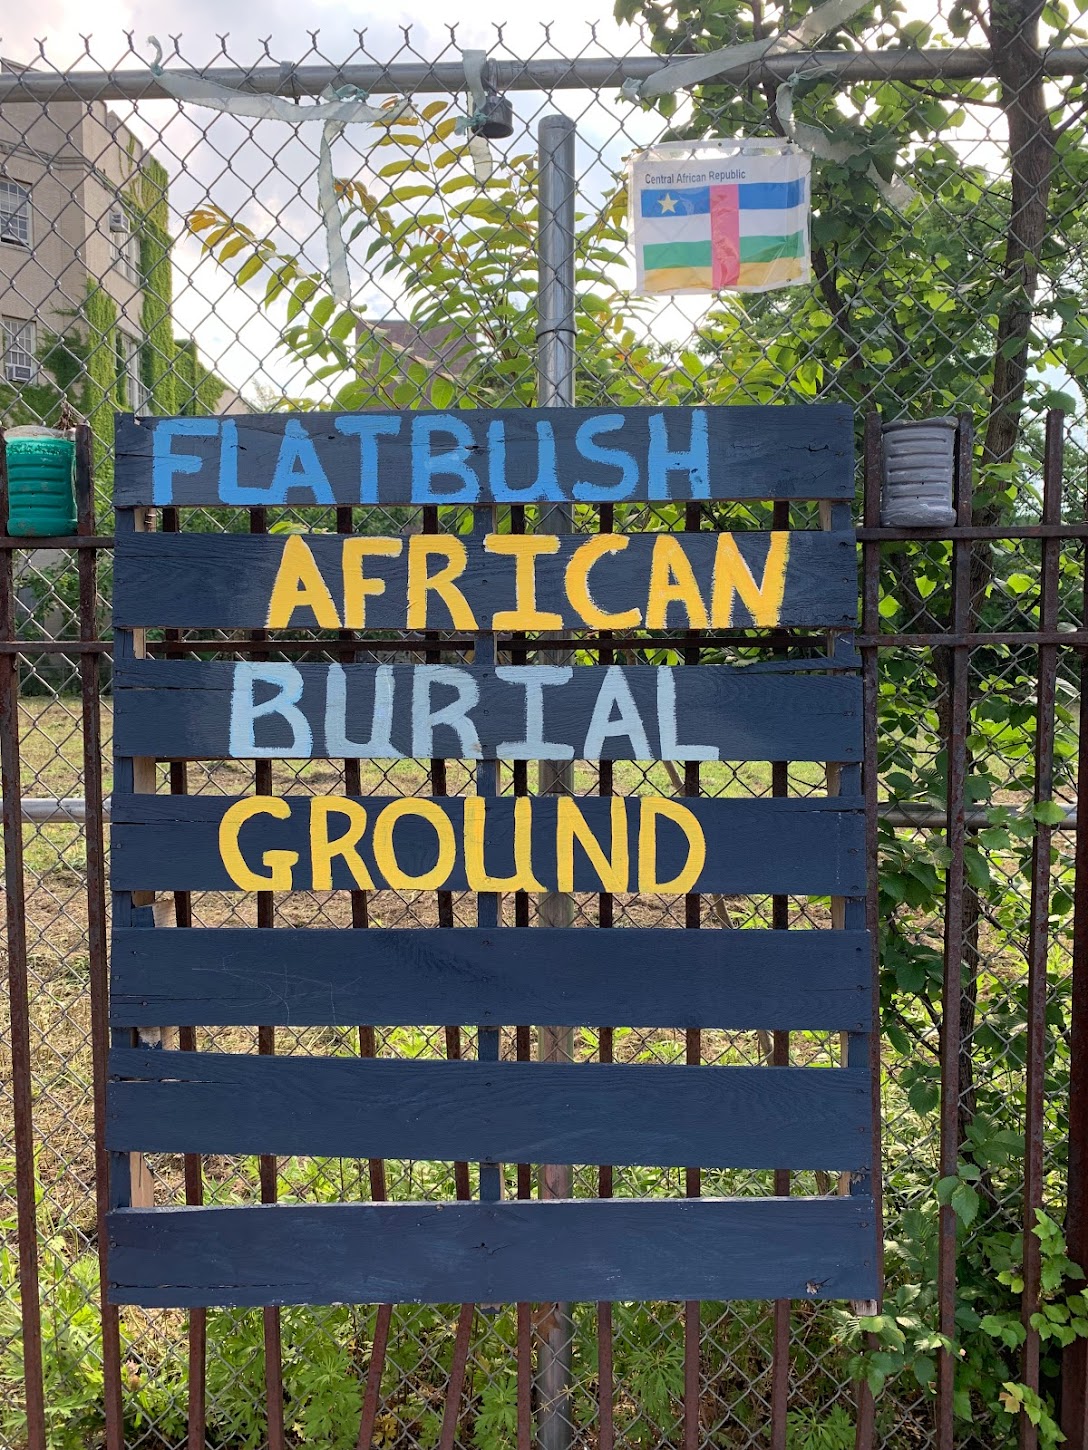 Central African Republic
FLATBUSH
AFRICAN
BURIAL
GROUND